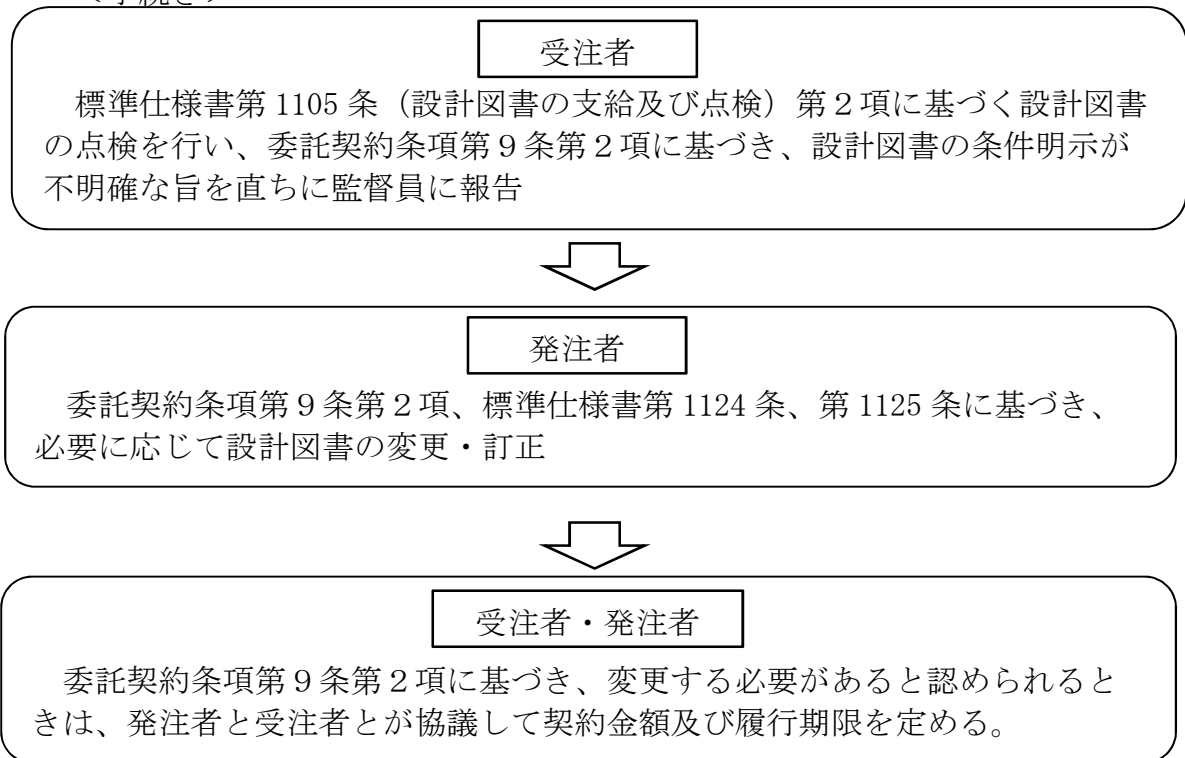 受注者
標準仕様書第 1105 条（設計図書の支給及び点検）第２項に基づく設計図書
の点検を行い、委託契約条項第９条第２項に基づき、設計図書の条件明示が
不明確な旨を直ちに監督員に報告
発注者
委託契約条項第９条第２項、標準仕様書第 1124 条、第 1125 条に基づき、
必要に応じて設計図書の変更・訂正
受注者・発注者
委託契約条項第９条第２項に基づき、変更する必要があると認められると
きは、発注者と受注者とが協議して契約金額及び履行期限を定める。